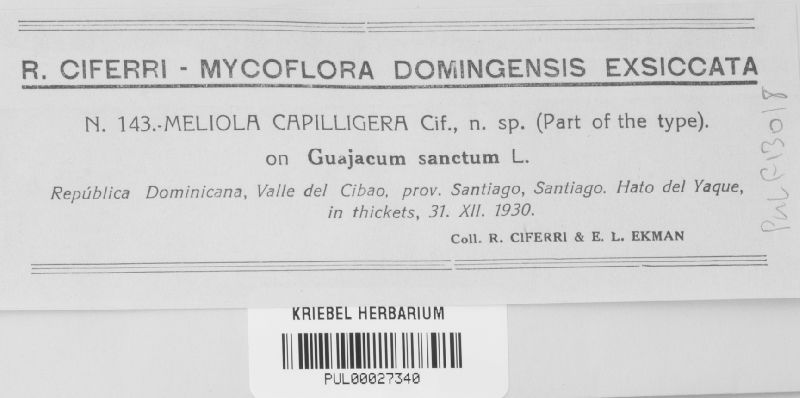 R. CIFERRI - MYCOFLORA DOMINGENSIS EXSICCATA
N. 143.-MELIOLA CAPILLIGERA Cif., n. sp. (Part of the type).
on Guajacum sanctum L.
República Dominicana, Valle del Cibao, prov. Santiago, Santiago. Hato del Yaque,
in thickets, 31. XII. 1930.
Coll. R. CIFERRI & E. L. EKMAN
PUL F13018
KRIEBEL HERBARIUM
PUL00027340